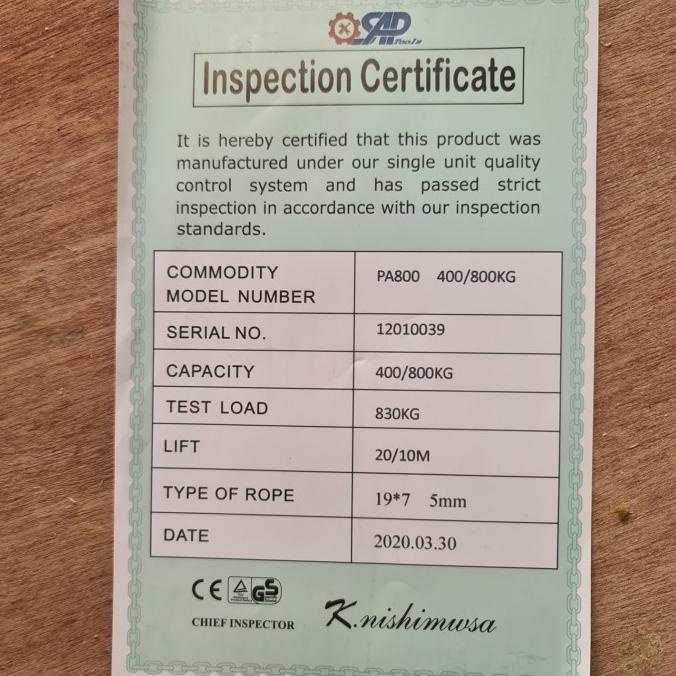 SAP
Tools
Inspection Certificate
It is hereby certified that this product was
manufactured under our single unit quality
control system and has passed strict
inspection in accordance with our inspection
standards.
COMMODITY
MODEL NUMBER
PA800 400/800KG
SERIAL NO.
12010039
CAPACITY
400/800KG
TEST LOAD
830KG
LIFT
20/10M
TYPE OF ROPE
19*7 5mm
DATE
2020.03.30
CE
GS
CHIEF INSPECTOR
K.nishimwsa